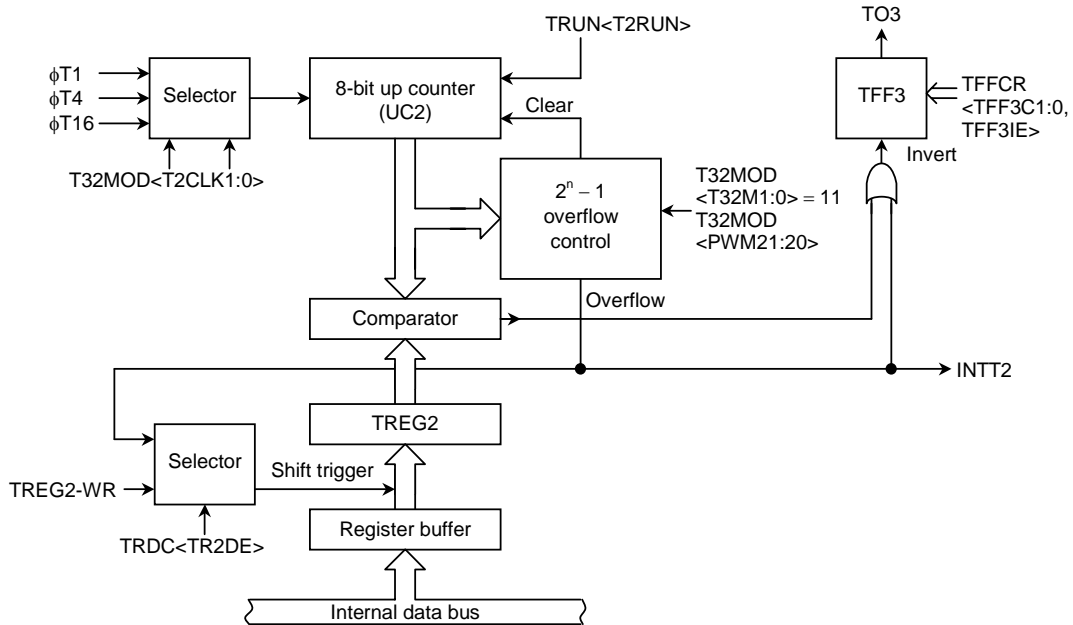 TRUN<T2RUN>
TO3
ϕT1
ϕT4
ϕT16
Selector
8-bit up counter
(UC2)
Clear
TFF3
TFFCR
<TFF3C1:0,
TFF3IE>
Invert
T32MOD<T2CLK1:0>
2ⁿ – 1
overflow
control
T32MOD
<T32M1:0> = 11
T32MOD
<PWM21:20>
Overflow
Comparator
INTT2
TREG2
Selector
Shift trigger
TREG2-WR
Register buffer
TRDC<TR2DE>
Internal data bus